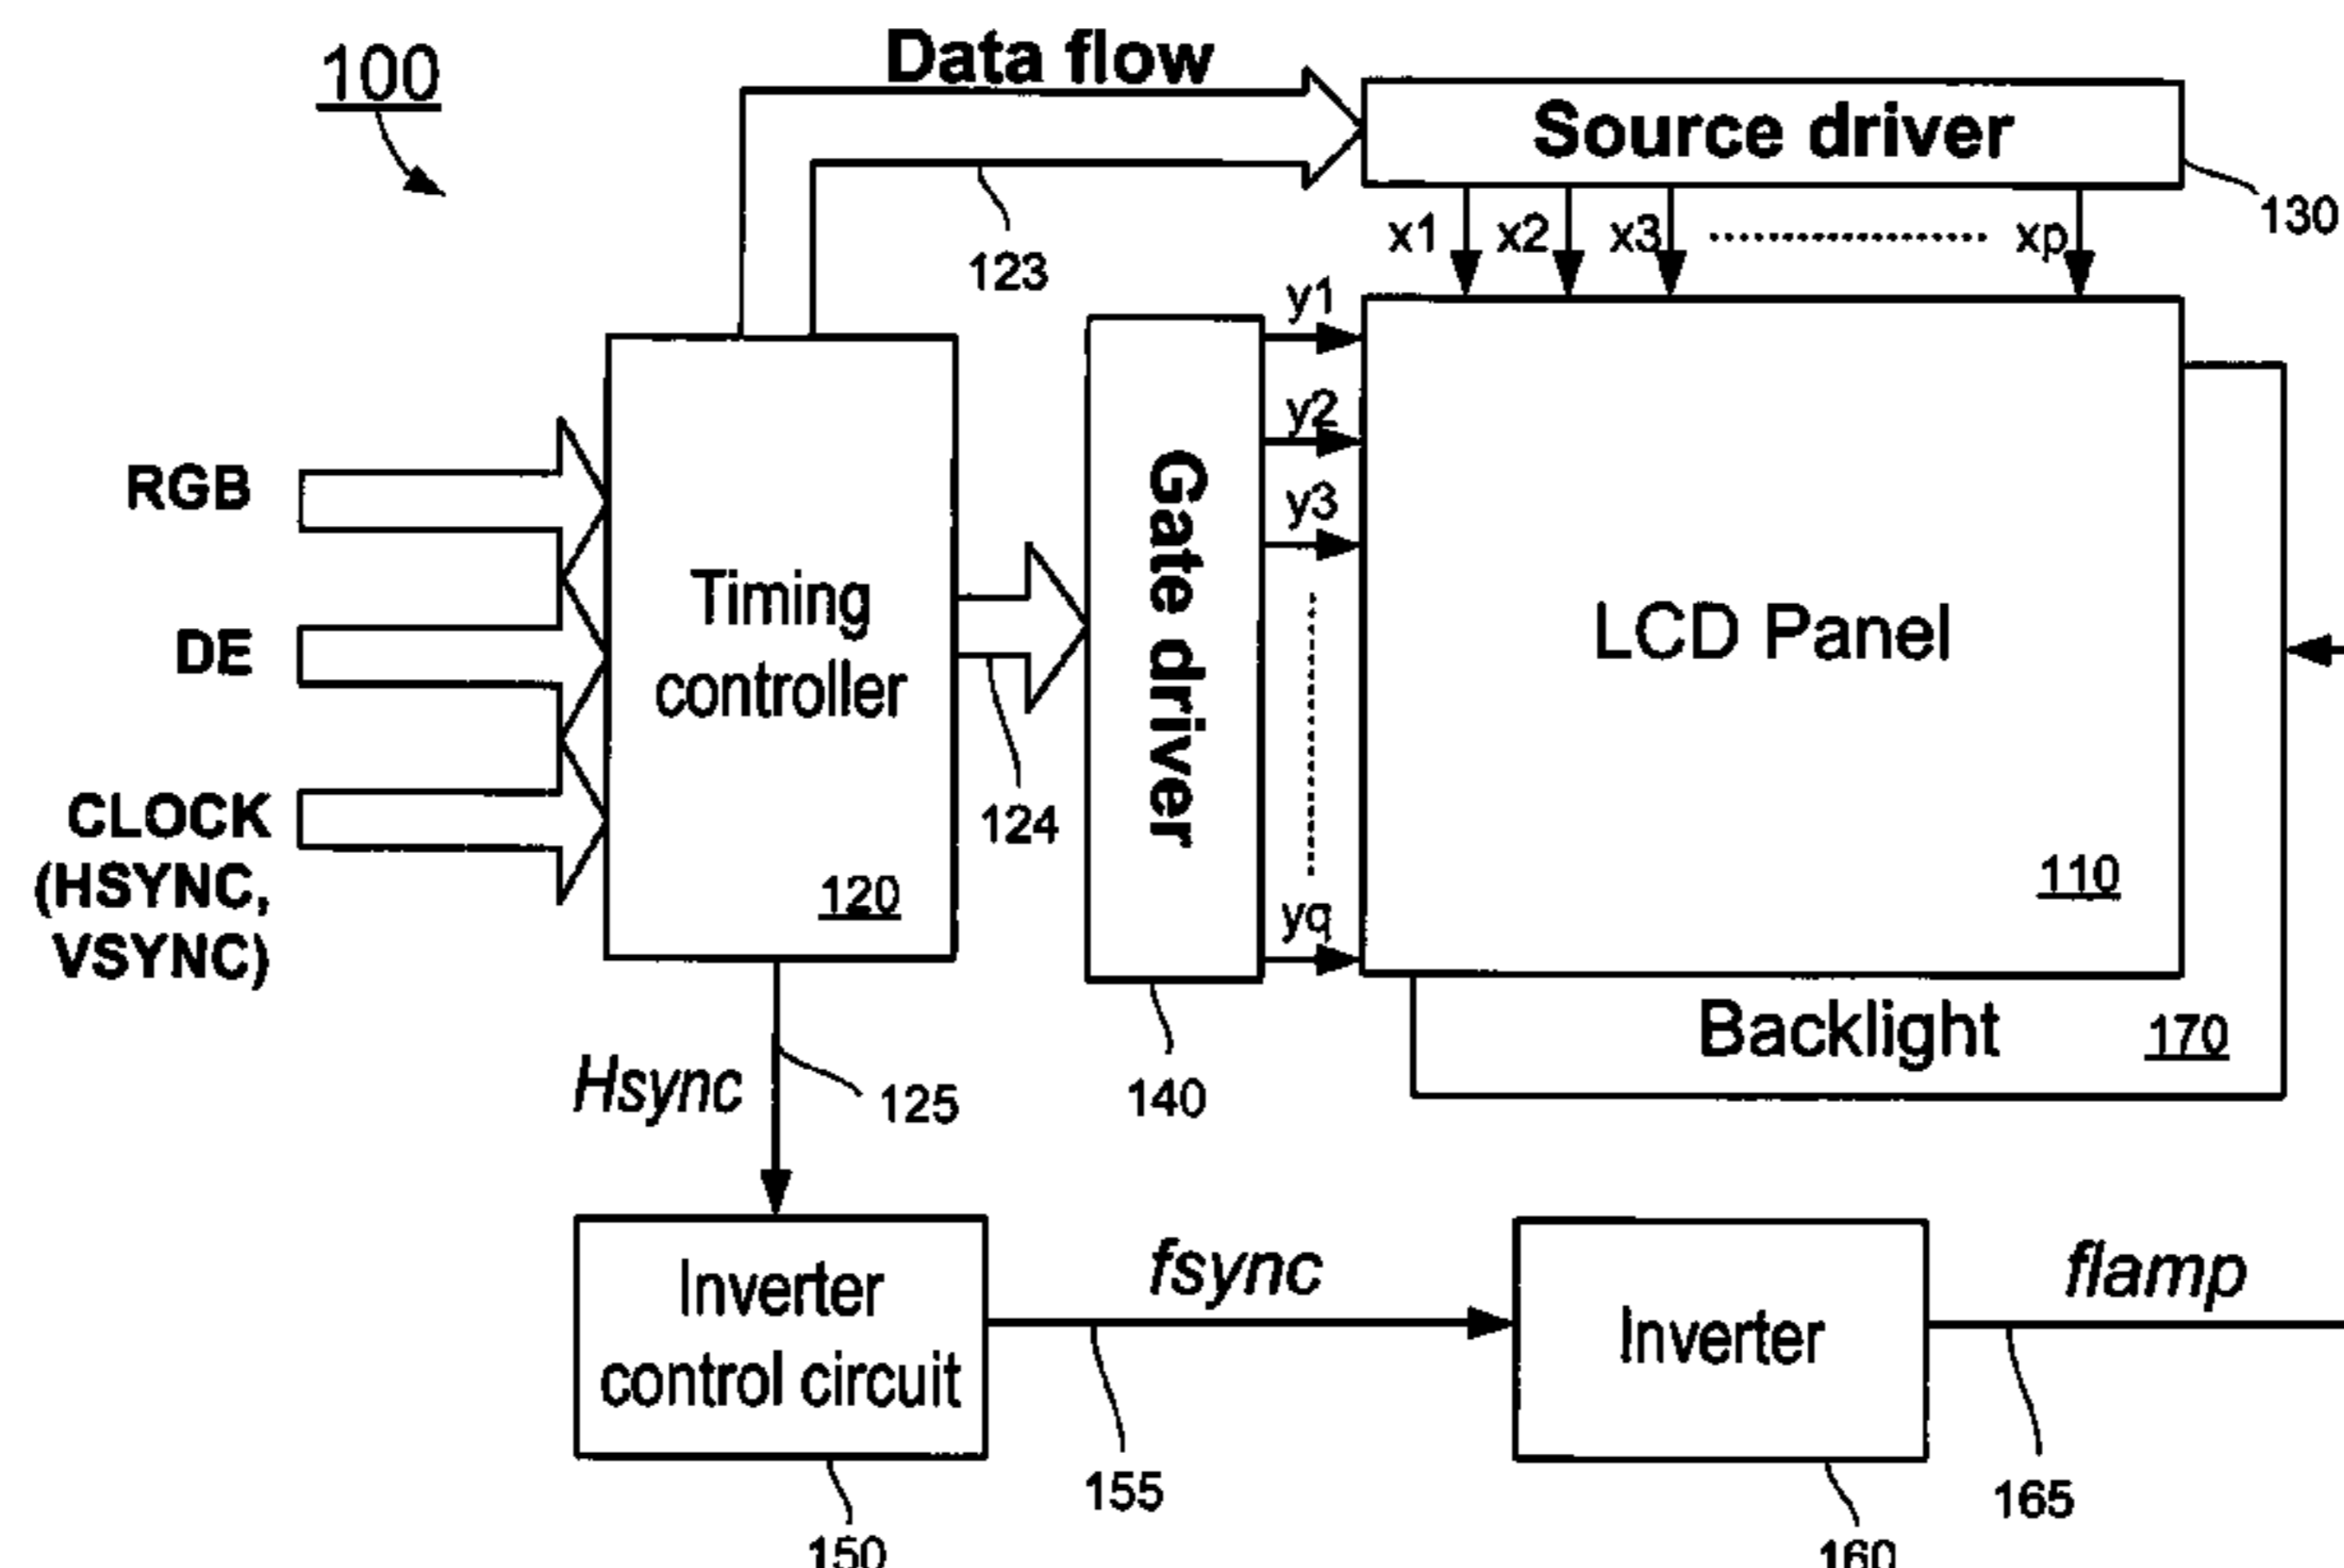 100
Data flow
Source driver
130
123
x1 x2 x3 xp
y1
y2
y3
yq
RGB
DE
CLOCK
(HSYNC,
VSYNC)
Timing
controller
120
124
Gate driver
140
LCD Panel
110
Backlight 170
Hsync
125
Inverter
control circuit
150
fsync
155
Inverter
160
flamp
165